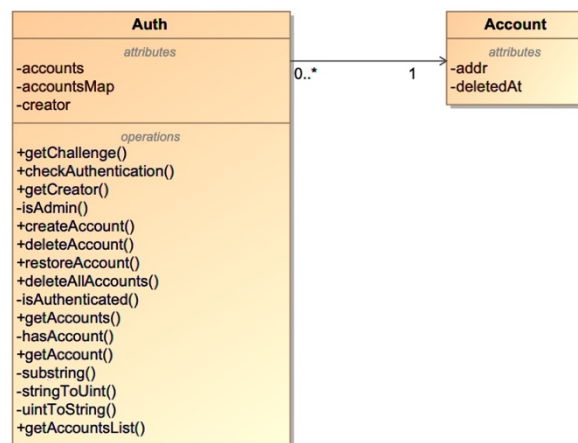 Auth
attributes
-accounts
-accountsMap
-creator
operations
+getChallenge()
+checkAuthentication()
+getCreator()
-isAdmin()
+createAccount()
+deleteAccount()
+restoreAccount()
+deleteAllAccounts()
-isAuthenticated()
+getAccounts()
-hasAccount()
+getAccount()
-substring()
-stringToUint()
-uintToString()
+getAccountsList()
0..*
1
Account
attributes
-addr
-deletedAt